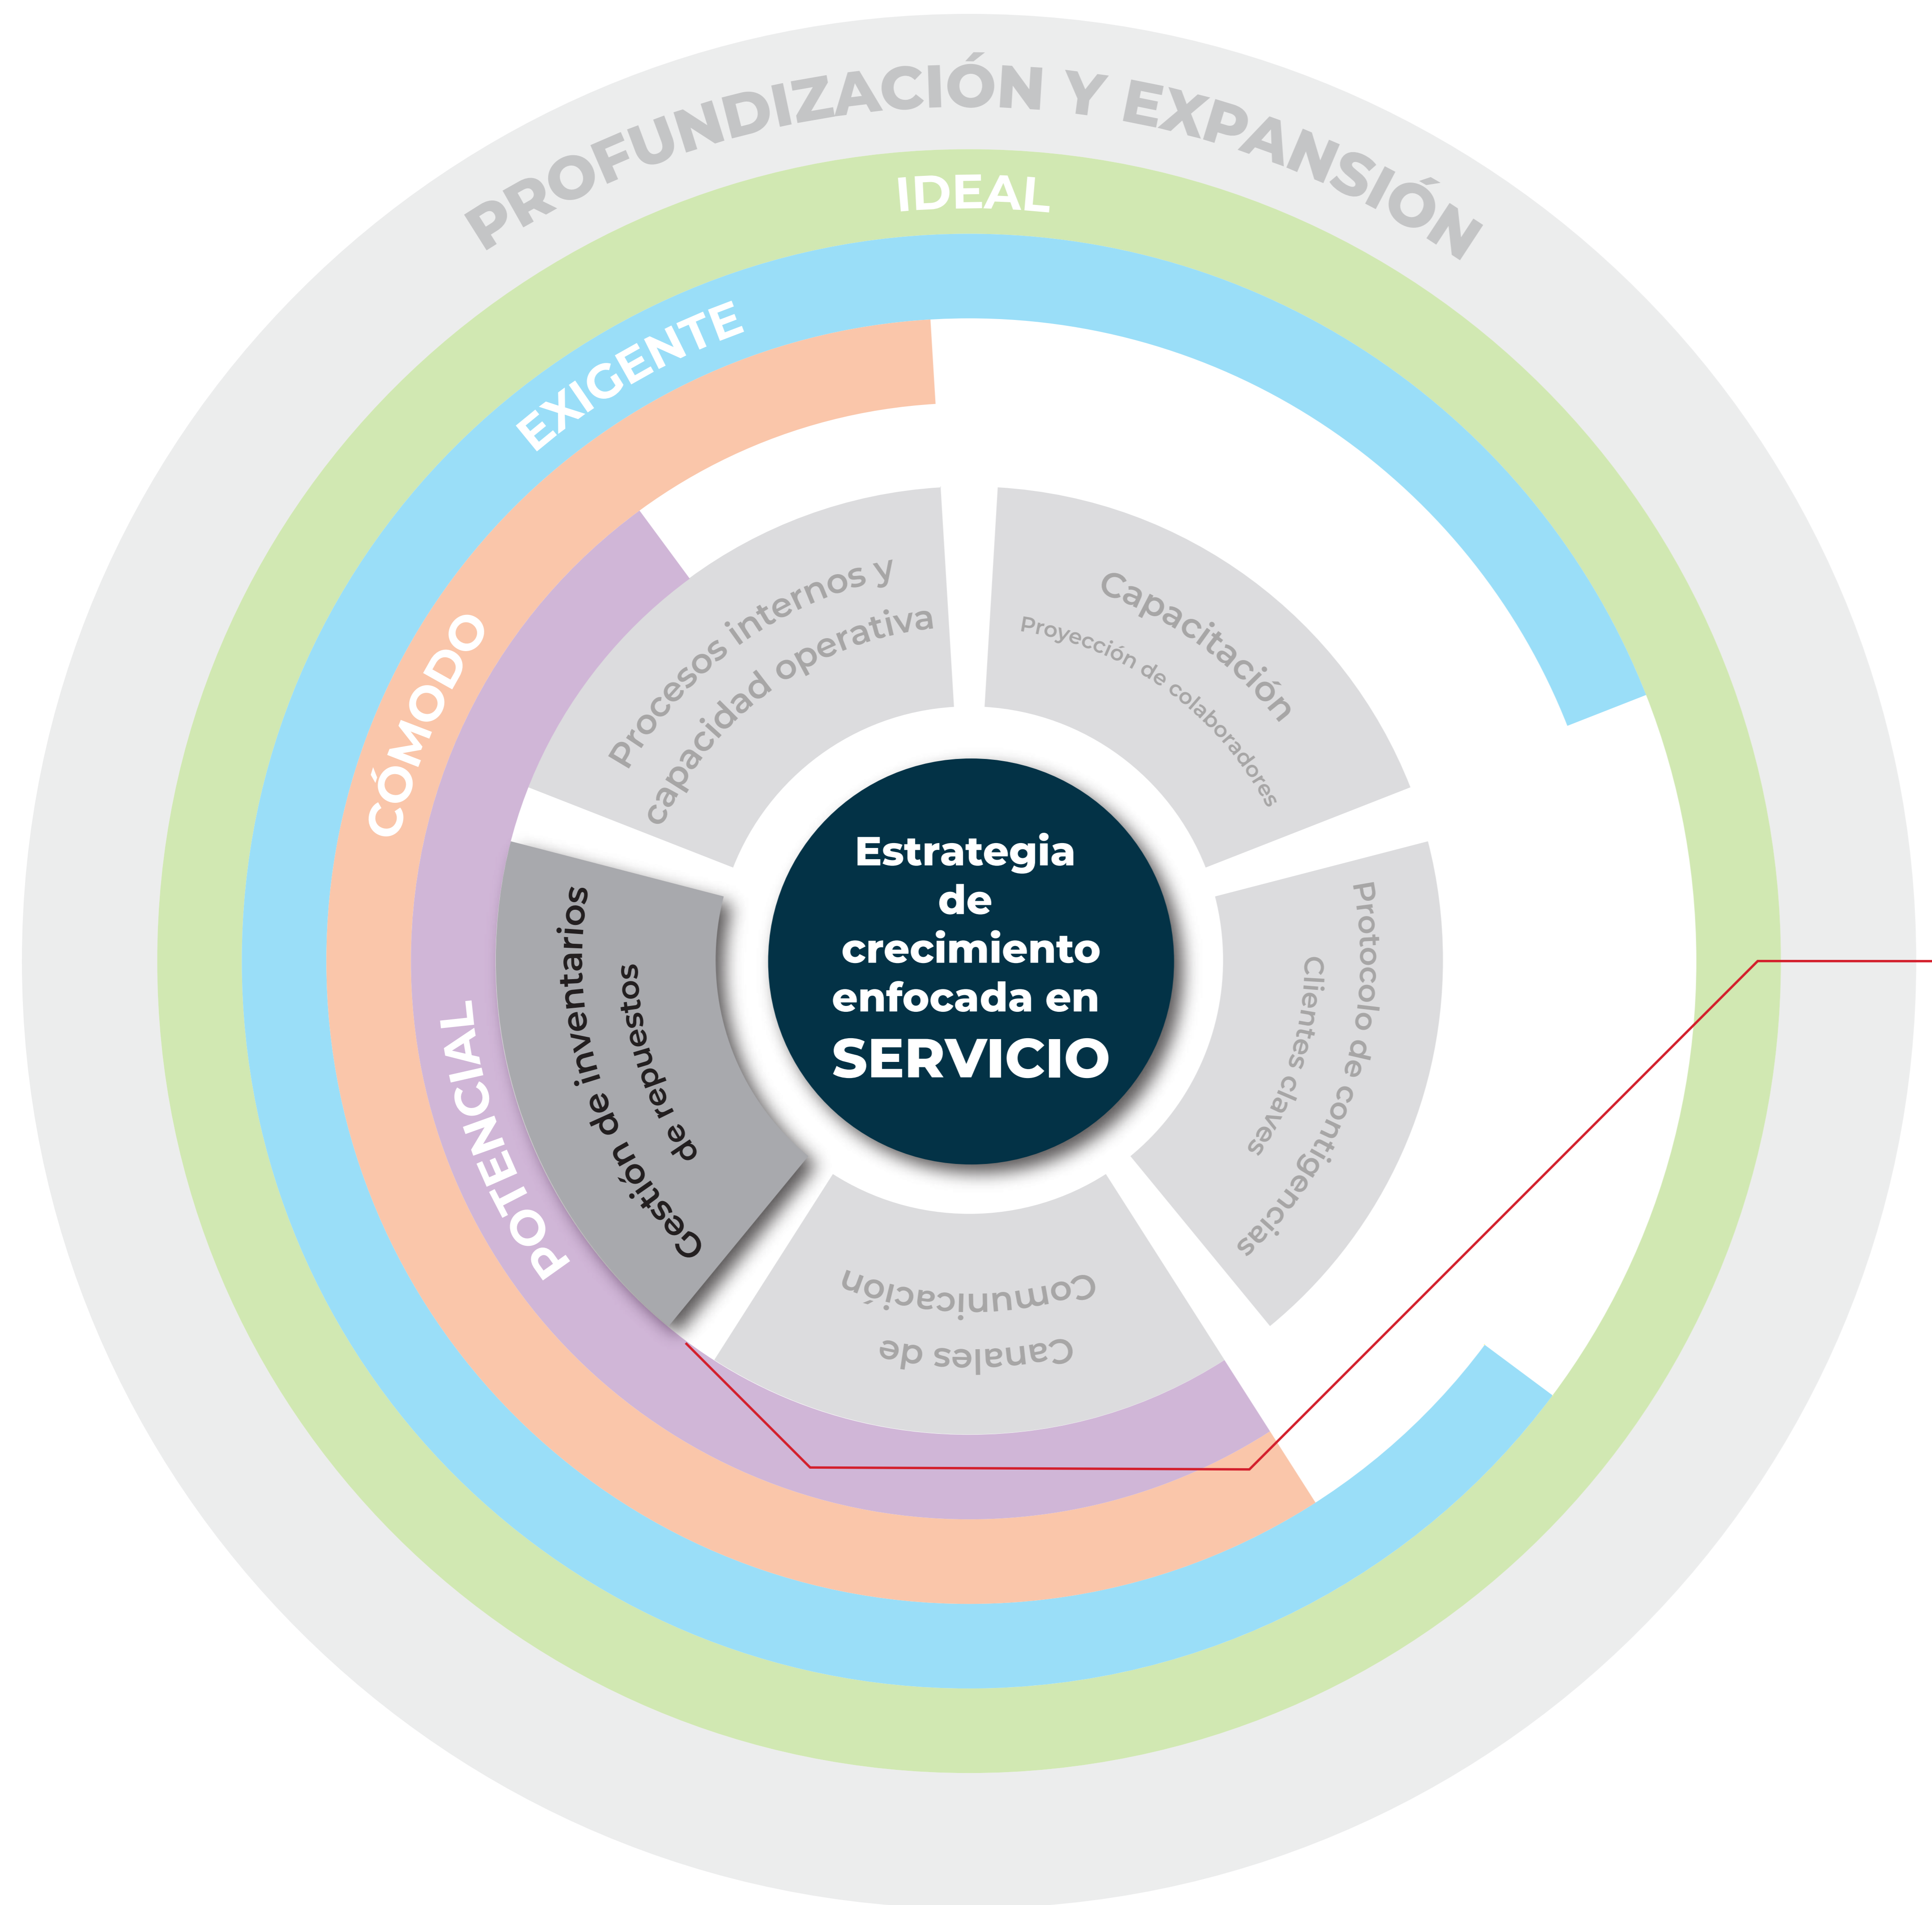 PROFUNDIZACIÓN Y EXPANSIÓN
IDEAL
EXIGENTE
CÓMODO
POTENCIAL
Procesos internos y
capacidad operativa
Capacitación
Proyección de colaboradores
Protocolo de contigencias
Clientes claves
Canales de
Comunicación
Gestión de inventarios
de repuestos
Estrategia
de
crecimiento
enfocada en
SERVICIO